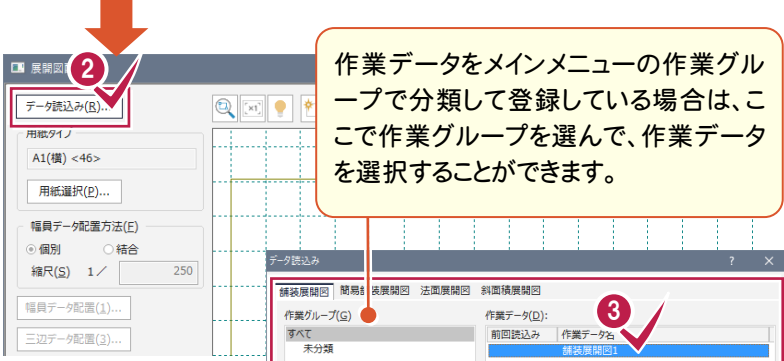 作業データをメインメニューの作業グル
ープで分類して登録している場合は、こ
こで作業グループを選んで、作業データ
を選択することができます。
展開図
2
データ読込み(R)...
用紙タイプ
A1(横) <46>
用紙選択(P)...
幅員データ配置方法(F)
個別 結合
縮尺(S) 1／ 250
幅員データ配置(1)...
三辺データ配置(3)...
データ読込み ? ×
舗装展開図 簡易 装展開図 法面展開図 斜面積展開図
作業グループ(G) 作業データ(D):
3
すべて 前回読込み 作業データ名
未分類 舗装展開図1